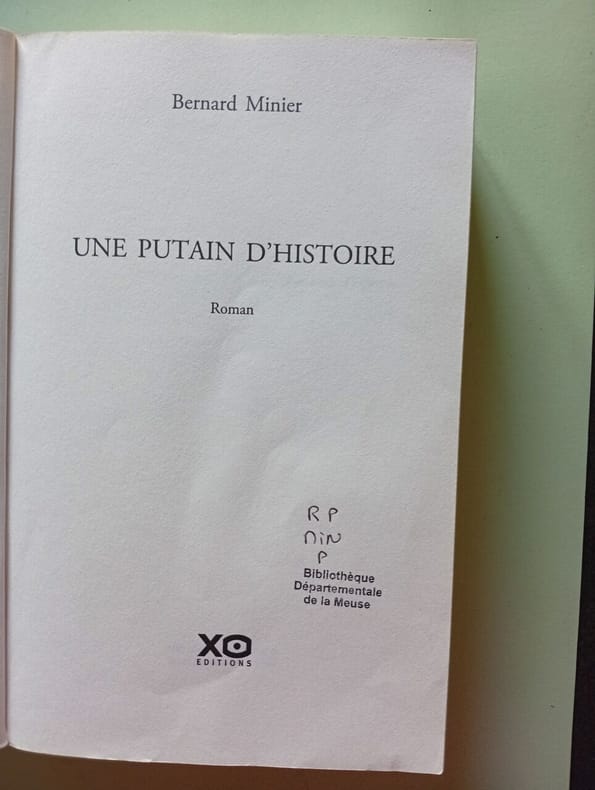 Bernard Minier
UNE PUTAIN D'HISTOIRE
Roman
RP
MIN
P
Bibliothèque
Départementale
de la Meuse
XO
EDITIONS